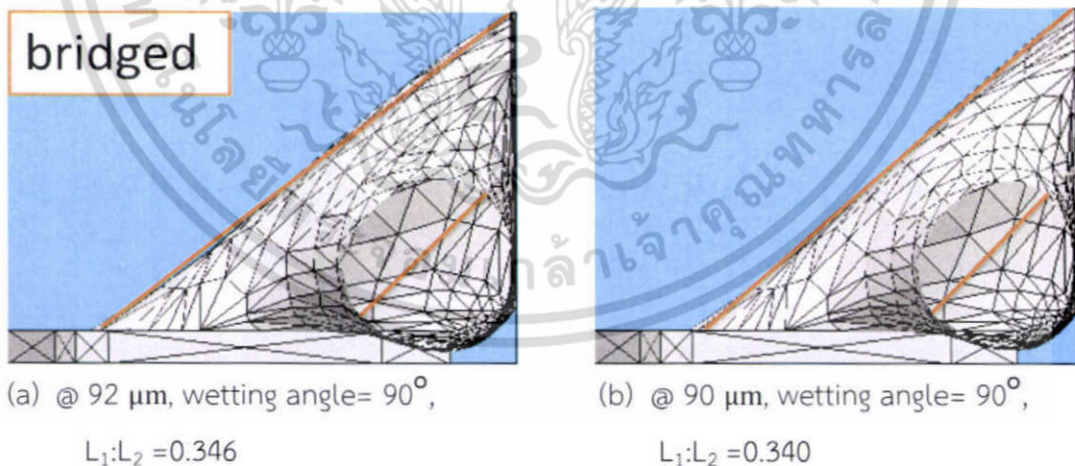 bridged
(a) @ 92 μm, wetting angle= 90°,
L₁:L₂ =0.346
(b) @ 90 μm, wetting angle= 90°,
L₁:L₂ =0.340